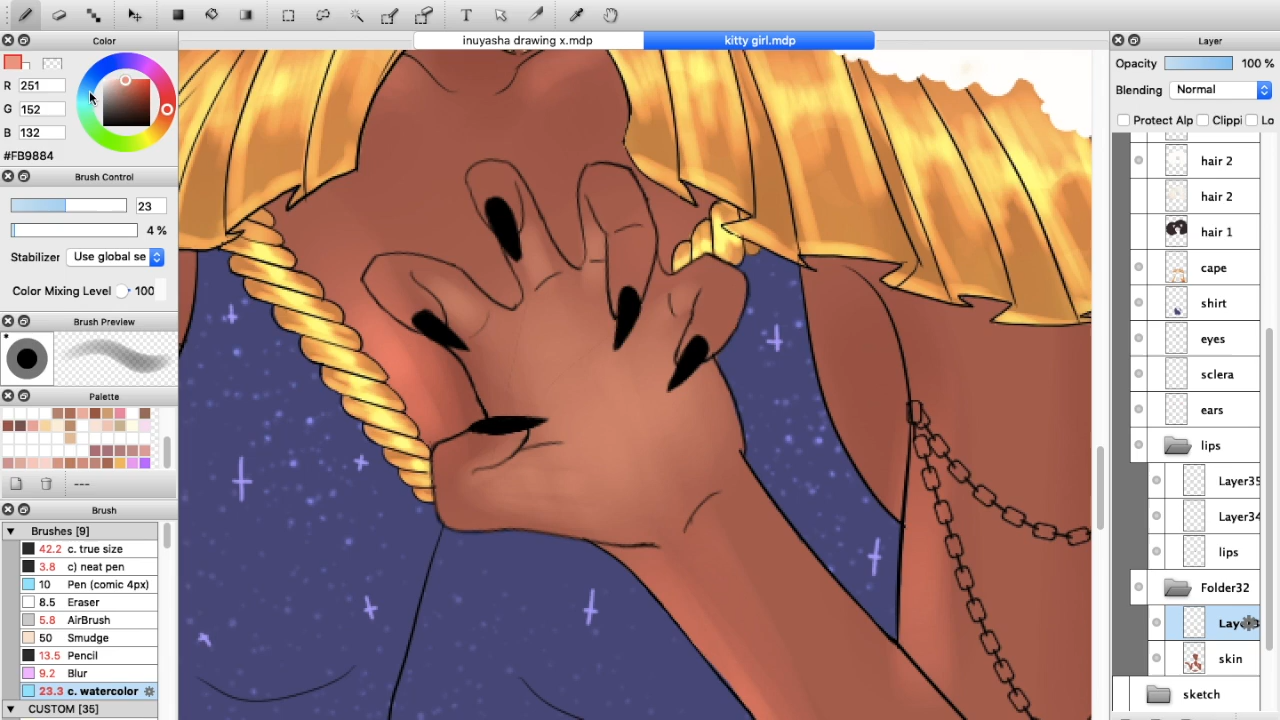 T
Color
inuyasha drawing x.mdp
kitty girl.mdp
Layer
R 251
G 152
B 132
#FB9884
Opacity 100 %
Blending Normal
Protect Alp Clippi Lo
Brush Control
23
4 %
Stabilizer Use global se
Color Mixing Level 100
Brush Preview
Palette
---
Brush
Brushes [9]
42.2 c. true size
3.8 c) neat pen
10 Pen (comic 4px)
8.5 Eraser
5.8 AirBrush
50 Smudge
13.5 Pencil
9.2 Blur
23.3 c. watercolor
CUSTOM [35]
hair 2
hair 2
hair 1
cape
shirt
eyes
sclera
ears
lips
Layer35
Layer34
lips
Folder32
skin
sketch